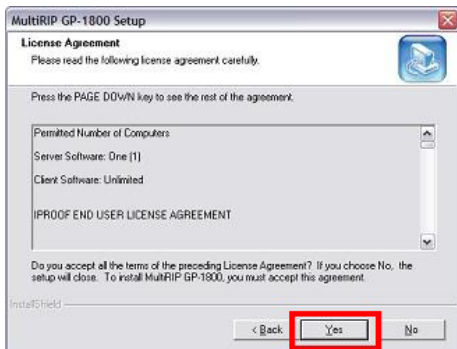 MultiRIP GP-1800 Setup
License Agreement
Please read the following license agreement carefully.
Press the PAGE DOWN key to see the rest of the agreement.
Permitted Number of Computers
Server Software: One (1)
Client Software: Unlimited
IPROOF END USER LICENSE AGREEMENT
Do you accept all the terms of the preceding License Agreement? If you choose No, the
setup will close. To install MultiRIP GP-1800, you must accept this agreement.
InstallShield
< Back Yes No